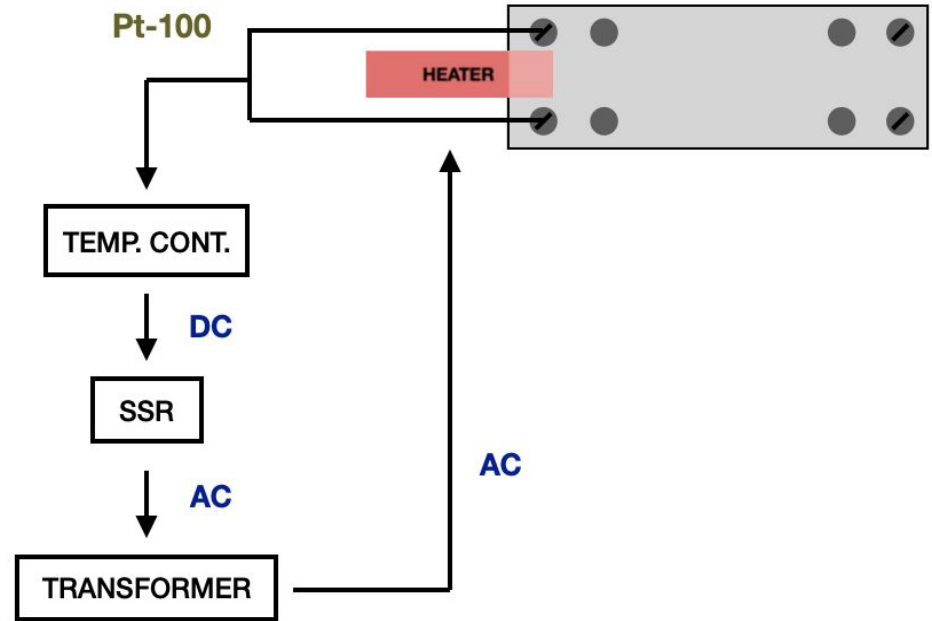 Pt-100
HEATER
TEMP. CONT.
DC
SSR
AC
AC
TRANSFORMER